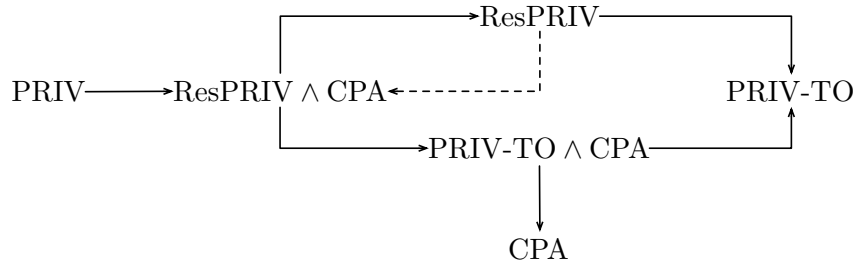 ResPRIV
PRIV
ResPRIV ∧ CPA
PRIV-TO
PRIV-TO ∧ CPA
CPA